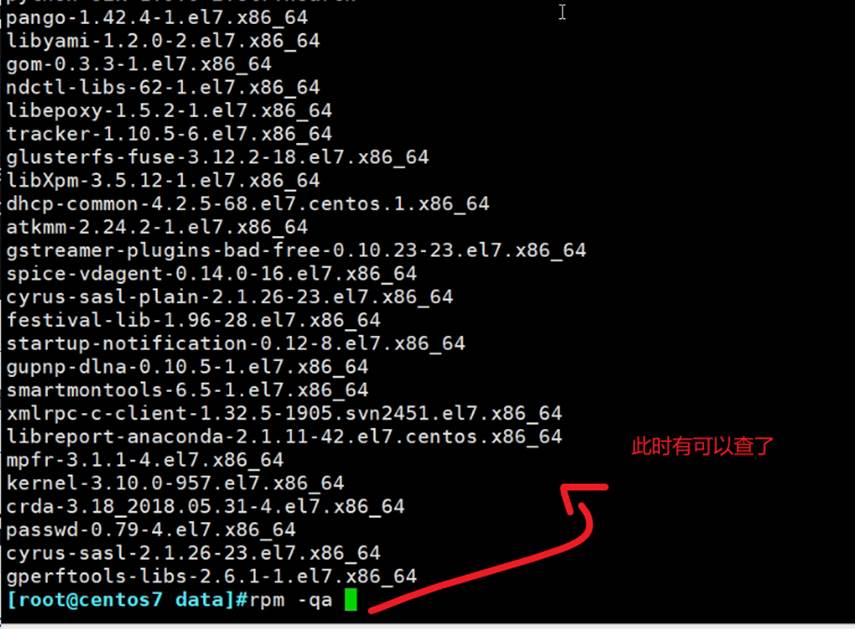 pango-1.42.4-1.el7.x86_64
libyami-1.2.0-2.el7.x86_64
gom-0.3.3-1.el7.x86_64
ndctl-libs-62-1.el7.x86_64
libepoxy-1.5.2-1.el7.x86_64
tracker-1.10.5-6.el7.x86_64
glusterfs-fuse-3.12.2-18.el7.x86_64
libXpm-3.5.12-1.el7.x86_64
dhcp-common-4.2.5-68.el7.centos.1.x86_64
atkmm-2.24.2-1.el7.x86_64
gstreamer-plugins-bad-free-0.10.23-23.el7.x86_64
spice-vdagent-0.14.0-16.el7.x86_64
cyrus-sasl-plain-2.1.26-23.el7.x86_64
festival-lib-1.96-28.el7.x86_64
startup-notification-0.12-8.el7.x86_64
gupnp-dlna-0.10.5-1.el7.x86_64
smartmontools-6.5-1.el7.x86_64
xmlrpc-c-client-1.32.5-1905.svn2451.el7.x86_64
libreport-anaconda-2.1.11-42.el7.centos.x86_64
此时有可以查了
mpfr-3.1.1-4.el7.x86_64
kernel-3.10.0-957.el7.x86_64
crda-3.18_2018.05.31-4.el7.x86_64
passwd-0.79-4.el7.x86_64
cyrus-sasl-2.1.26-23.el7.x86_64
gperftools-libs-2.6.1-1.el7.x86_64
[root@centos7 data]#rpm -qa